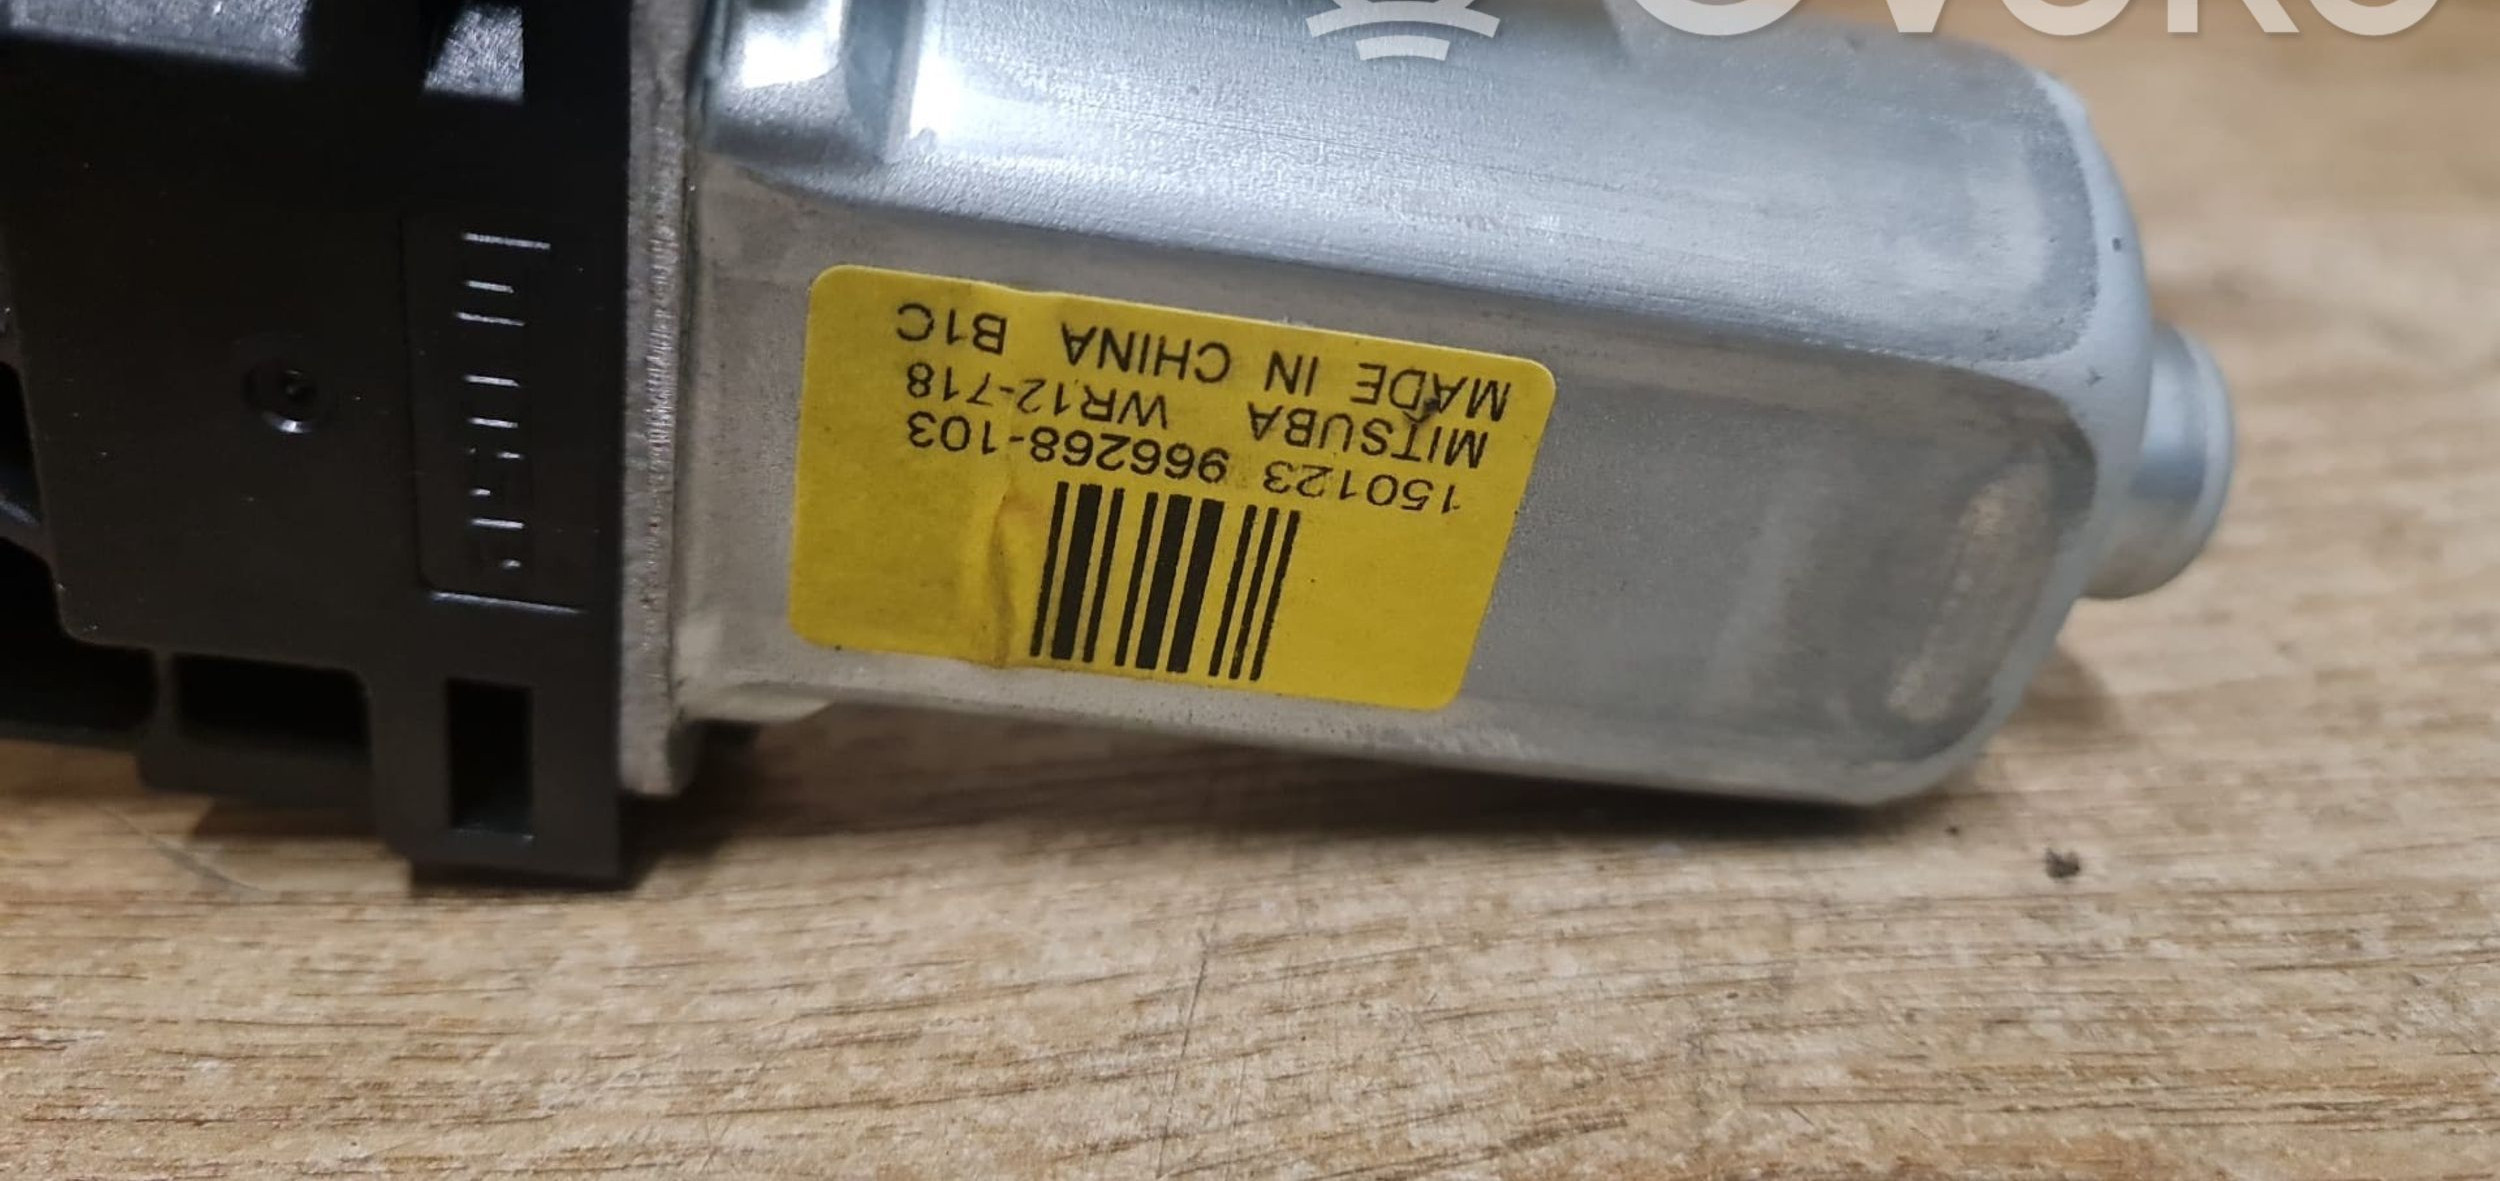 150123 966268-103
MITSUBA WR12-718
MADE IN CHINA B1C